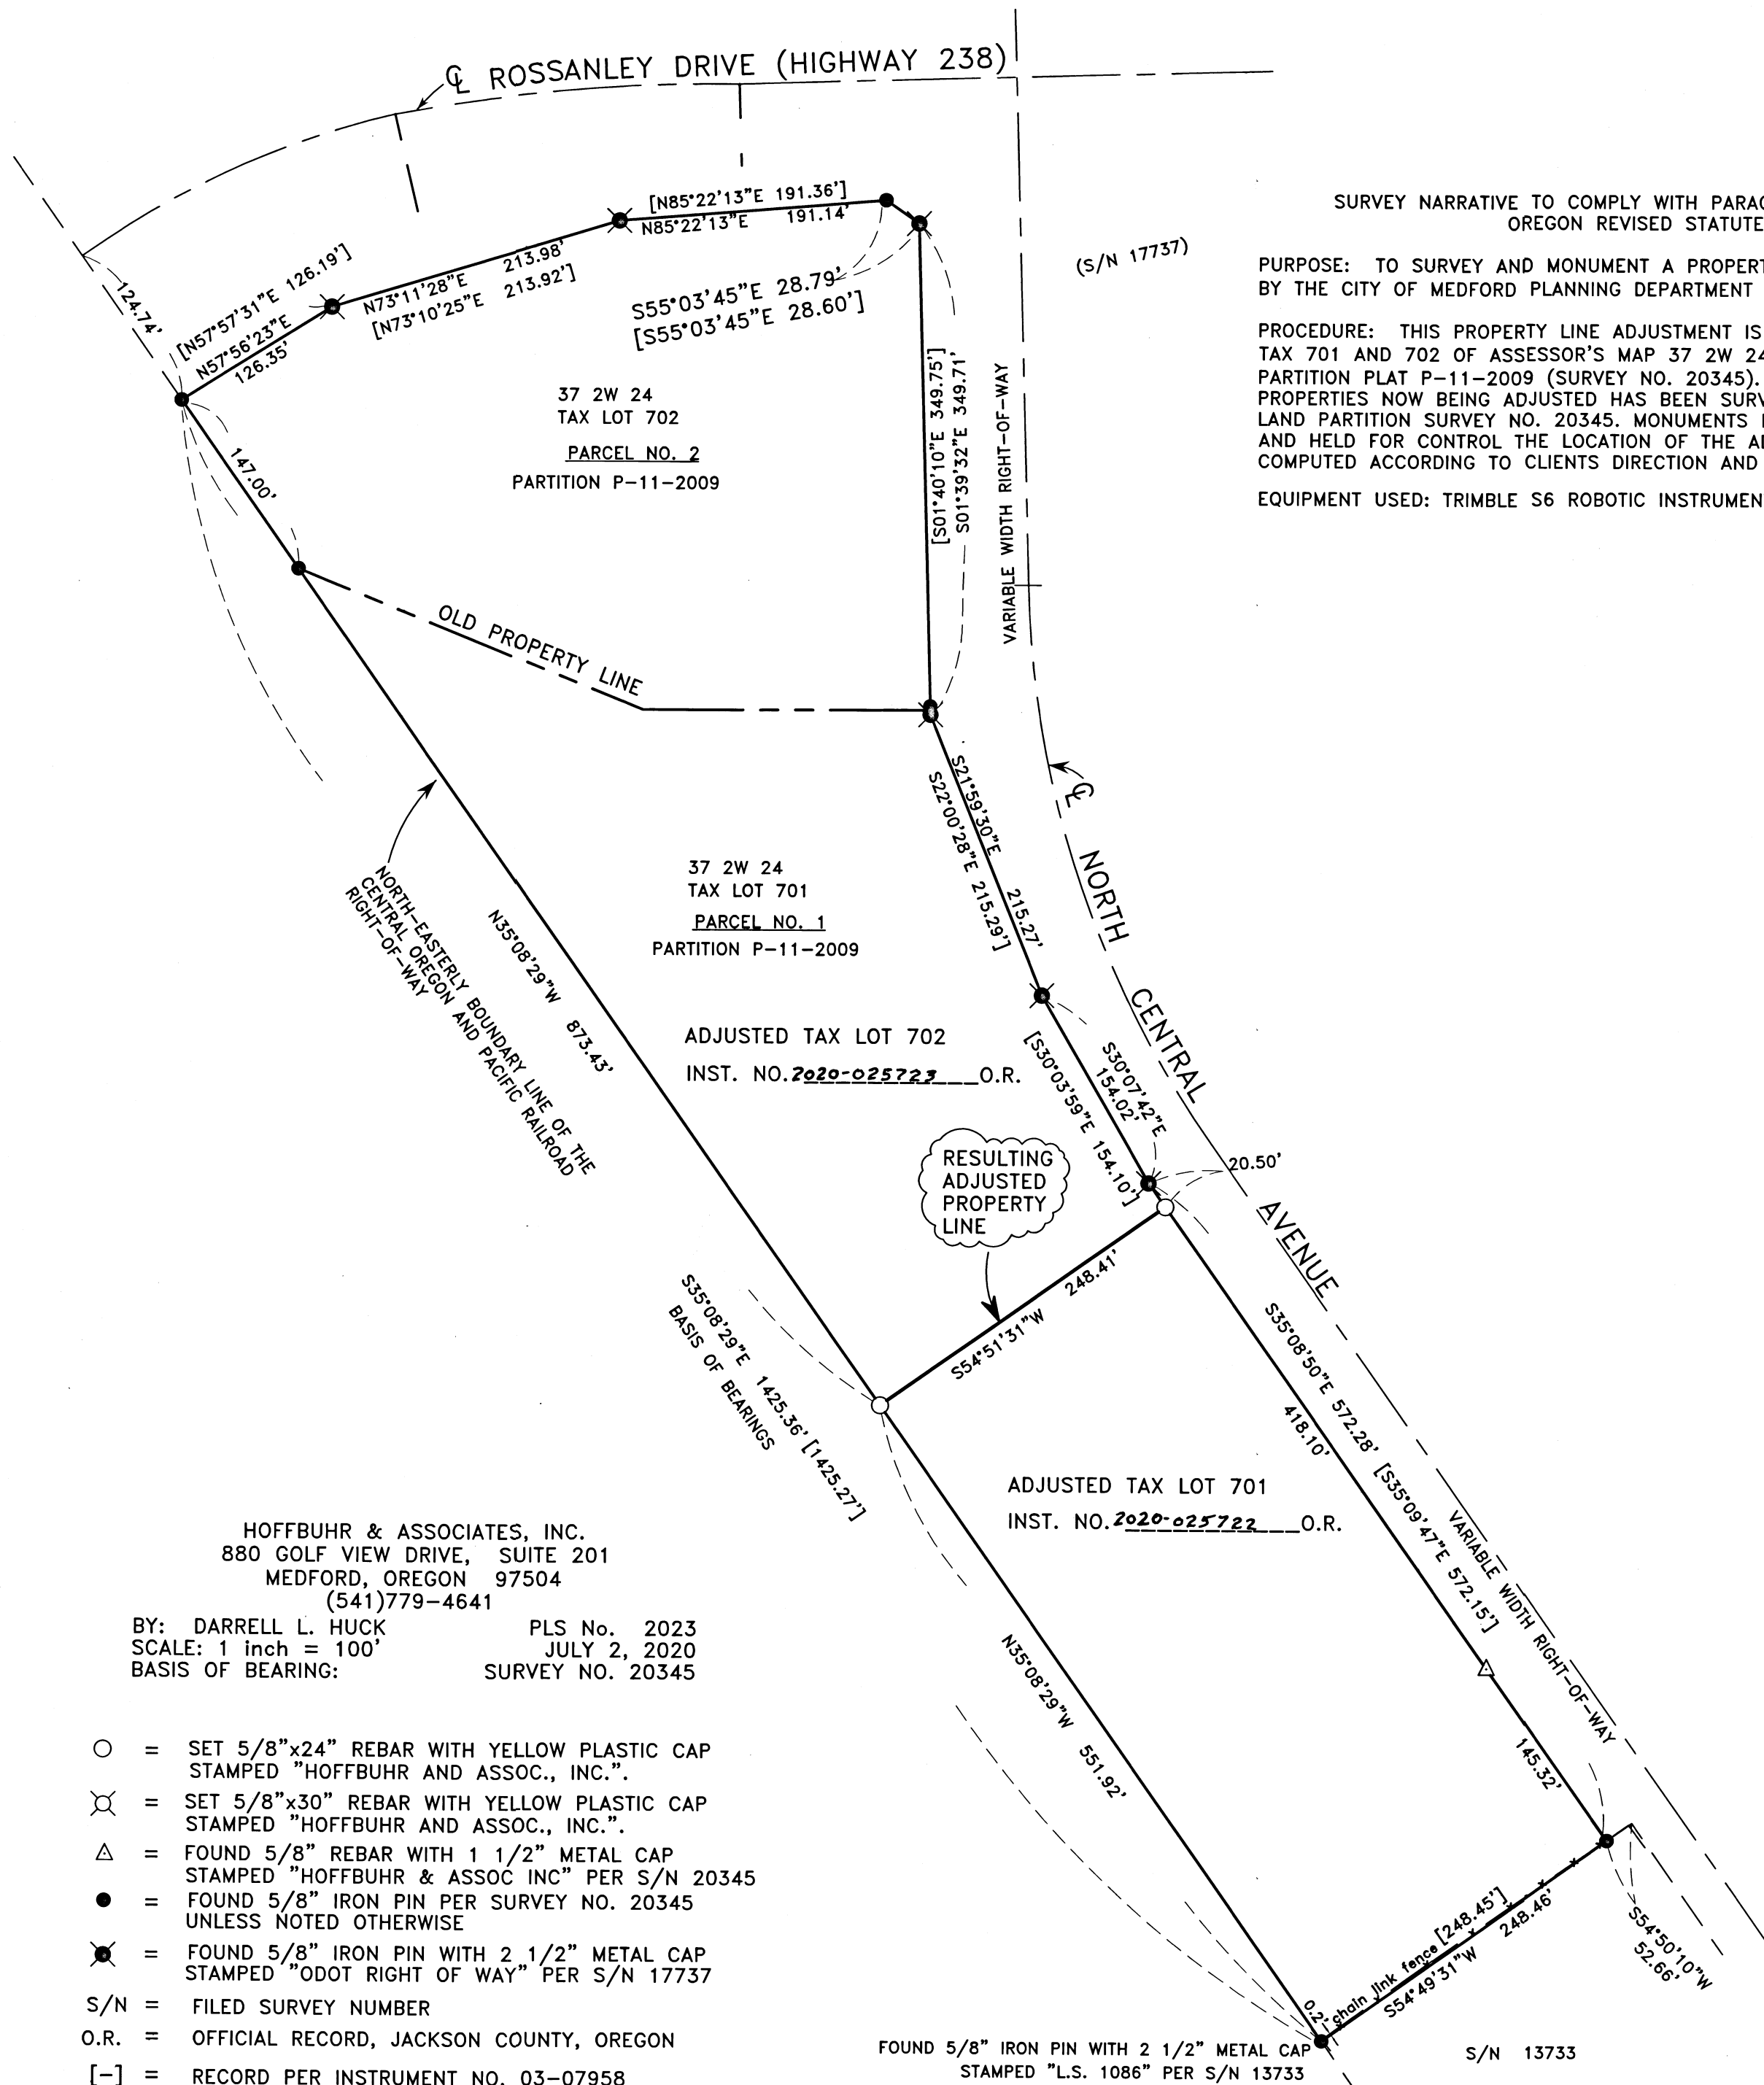 ℄ ROSSANLEY DRIVE (HIGHWAY 238)
[N85°22'13"E 191.36']
N85°22'13"E 191.14'
(S/N 17737)
124.74'
[N57°57'31"E 126.19']
N57°56'23"E
126.35'
N73°11'28"E 213.98'
[N73°10'25"E 213.92']
S55°03'45"E 28.79'
[S55°03'45"E 28.60']
SURVEY NARRATIVE TO COMPLY WITH PARAG
OREGON REVISED STATUTE
PURPOSE: TO SURVEY AND MONUMENT A PROPERT
BY THE CITY OF MEDFORD PLANNING DEPARTMENT
PROCEDURE: THIS PROPERTY LINE ADJUSTMENT IS
TAX 701 AND 702 OF ASSESSOR'S MAP 37 2W 24
PARTITION PLAT P-11-2009 (SURVEY NO. 20345).
PROPERTIES NOW BEING ADJUSTED HAS BEEN SURV
LAND PARTITION SURVEY NO. 20345. MONUMENTS
AND HELD FOR CONTROL THE LOCATION OF THE A
COMPUTED ACCORDING TO CLIENTS DIRECTION AND
EQUIPMENT USED: TRIMBLE S6 ROBOTIC INSTRUMEN
37 2W 24
TAX LOT 702
PARCEL NO. 2
PARTITION P-11-2009
[S01°40'10"E 349.75']
S01°39'32"E 349.71'
VARIABLE WIDTH RIGHT-OF-WAY
147.00'
OLD PROPERTY LINE
S21°59'30"E 215.27'
S22°00'28"E 215.29']
℄ NORTH CENTRAL AVENUE
37 2W 24
TAX LOT 701
PARCEL NO. 1
PARTITION P-11-2009
NORTH-EASTERLY BOUNDARY LINE OF THE
CENTRAL OREGON AND PACIFIC RAILROAD
RIGHT-OF-WAY
N35°08'29"W 873.43'
ADJUSTED TAX LOT 702
INST. NO. 2020-025723 O.R.
S30°07'42"E
154.02'
[S30°03'59"E 154.10']
20.50'
RESULTING
ADJUSTED
PROPERTY
LINE
S54°51'31"W 248.41'
S35°08'29"E 1425.36' [1425.27']
BASIS OF BEARINGS
S35°08'50"E 572.28' [S35°09'47"E 572.15']
418.10'
VARIABLE WIDTH RIGHT-OF-WAY
ADJUSTED TAX LOT 701
INST. NO. 2020-025722 O.R.
N35°08'29"W 551.92'
145.32'
S54°50'10"W
52.66'
chain link fence [248.45']
S54°49'31"W 248.46'
0.2'
HOFFBUHR & ASSOCIATES, INC.
880 GOLF VIEW DRIVE, SUITE 201
MEDFORD, OREGON 97504
(541)779-4641
BY: DARRELL L. HUCK PLS No. 2023
SCALE: 1 inch = 100' JULY 2, 2020
BASIS OF BEARING: SURVEY NO. 20345
= SET 5/8"x24" REBAR WITH YELLOW PLASTIC CAP
STAMPED "HOFFBUHR AND ASSOC., INC.".
= SET 5/8"x30" REBAR WITH YELLOW PLASTIC CAP
STAMPED "HOFFBUHR AND ASSOC., INC.".
= FOUND 5/8" REBAR WITH 1 1/2" METAL CAP
STAMPED "HOFFBUHR & ASSOC INC" PER S/N 20345
= FOUND 5/8" IRON PIN PER SURVEY NO. 20345
UNLESS NOTED OTHERWISE
= FOUND 5/8" IRON PIN WITH 2 1/2" METAL CAP
STAMPED "ODOT RIGHT OF WAY" PER S/N 17737
S/N = FILED SURVEY NUMBER
O.R. = OFFICIAL RECORD, JACKSON COUNTY, OREGON
[-] = RECORD PER INSTRUMENT NO. 03-07958
FOUND 5/8" IRON PIN WITH 2 1/2" METAL CAP
STAMPED "L.S. 1086" PER S/N 13733
S/N 13733